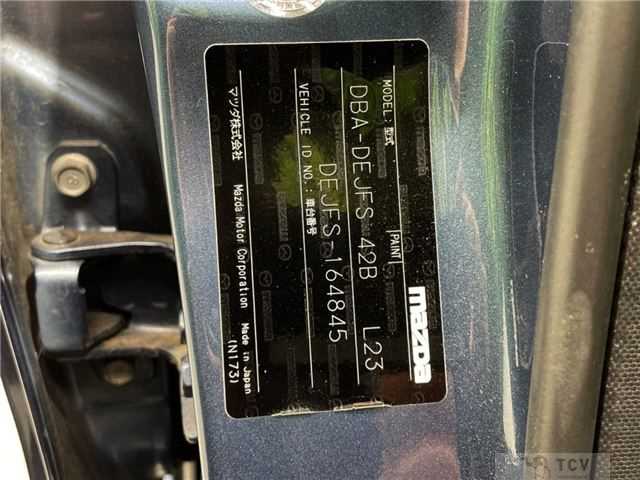 mazda
MODEL: 型式 PAINT
DBA-DEJFS 42B L23
VEHICLE ID NO.: 車台番号
DEJFS-164845
マツダ株式会社 Mazda Motor Corporation Made in Japan
(N173)
TCV